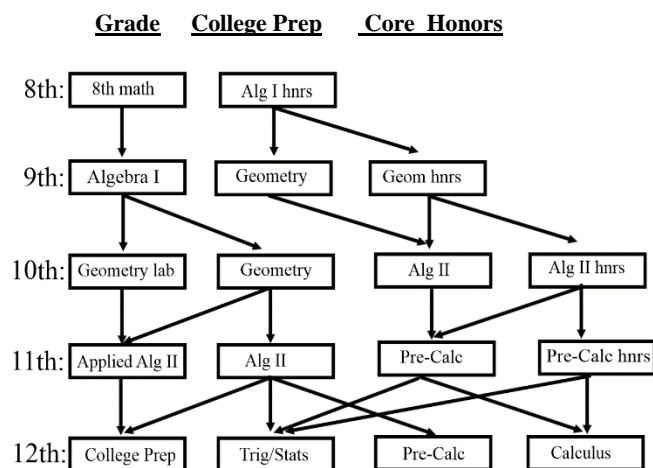 Grade College Prep Core Honors
8th: 8th math Alg I hnrs
9th: Algebra I Geometry Geom hnrs
10th: Geometry lab Geometry Alg II Alg II hnrs
11th: Applied Alg II Alg II Pre-Calc Pre-Calc hnrs
12th: College Prep Trig/Stats Pre-Calc Calculus